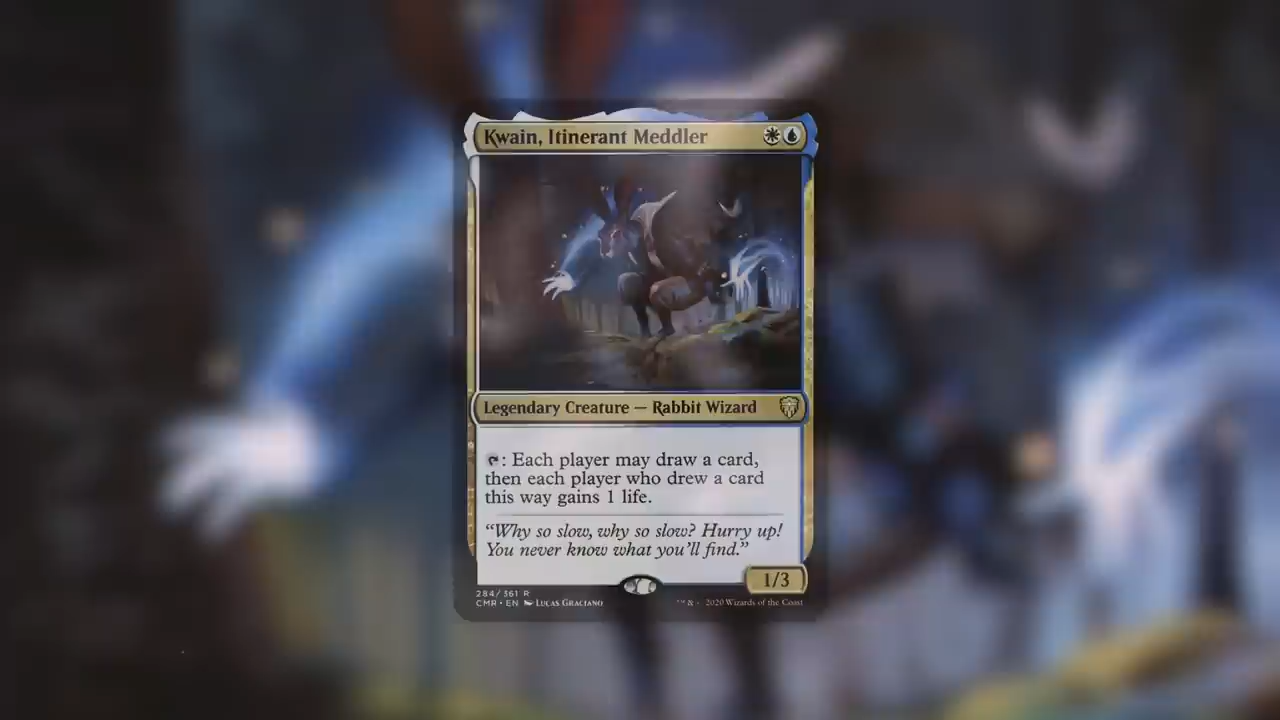 Kwain, Itinerant Meddler
Legendary Creature — Rabbit Wizard
: Each player may draw a card,
then each player who drew a card
this way gains 1 life.
“Why so slow, why so slow? Hurry up!
You never know what you’ll find.”
1/3
284/361 R
CMR • EN Lucas Graciano
™ & 2020 Wizards of the Coast